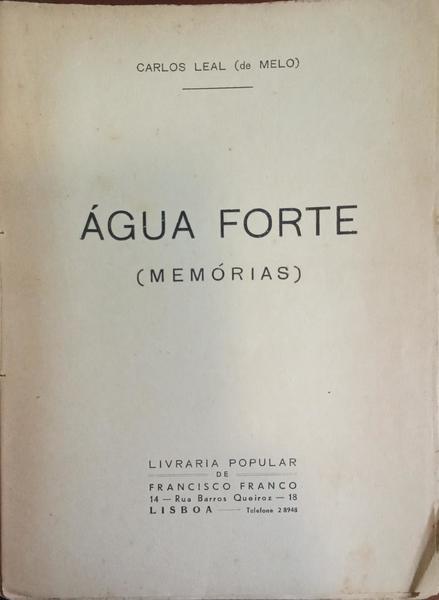 CARLOS LEAL (de MELO)
ÁGUA FORTE
(MEMÓRIAS)
LIVRARIA POPULAR
DE
FRANCISCO FRANCO
14 — Rua Barros Queiroz — 18
LISBOA — Telefone 2 8948